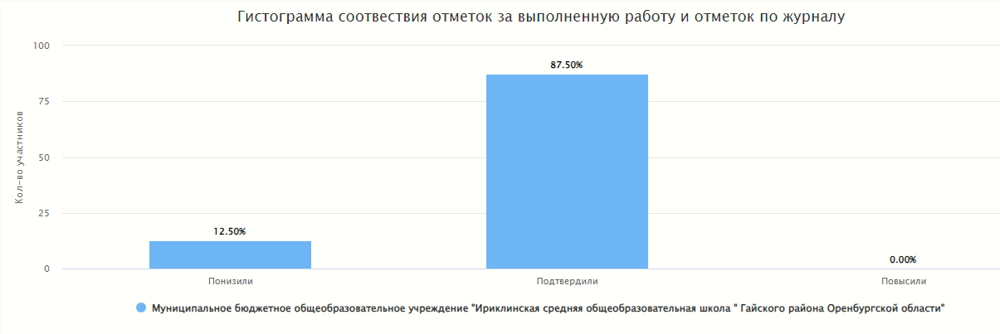 Гистограмма соотвествия отметок за выполненную работу и отметок по журналу
Кол-во участников
100
75
50
25
0
87.50%
12.50%
0.00%
Понизили
Подтвердили
Повысили
Муниципальное бюджетное общеобразовательное учреждение "Ириклинская средняя общеобразовательная школа " Гайского района Оренбургской области"